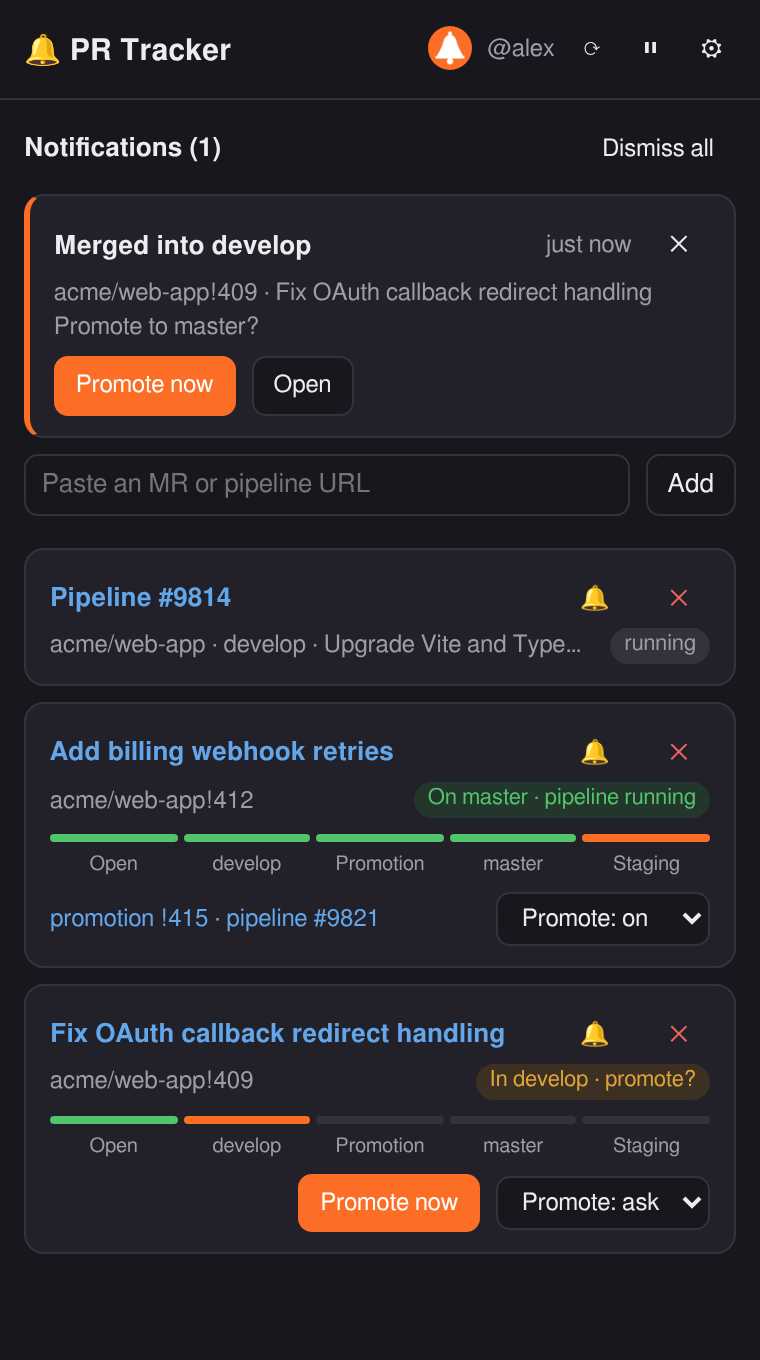 🔔 PR Tracker @alex
Notifications (1) Dismiss all
Merged into develop just now
acme/web-app!409 · Fix OAuth callback redirect handling
Promote to master?
Promote now Open
Paste an MR or pipeline URL Add
Pipeline #9814
acme/web-app · develop · Upgrade Vite and Type... running
Add billing webhook retries
acme/web-app!412 On master · pipeline running
Open develop Promotion master Staging
promotion !415 · pipeline #9821 Promote: on
Fix OAuth callback redirect handling
acme/web-app!409 In develop · promote?
Open develop Promotion master Staging
Promote now Promote: ask